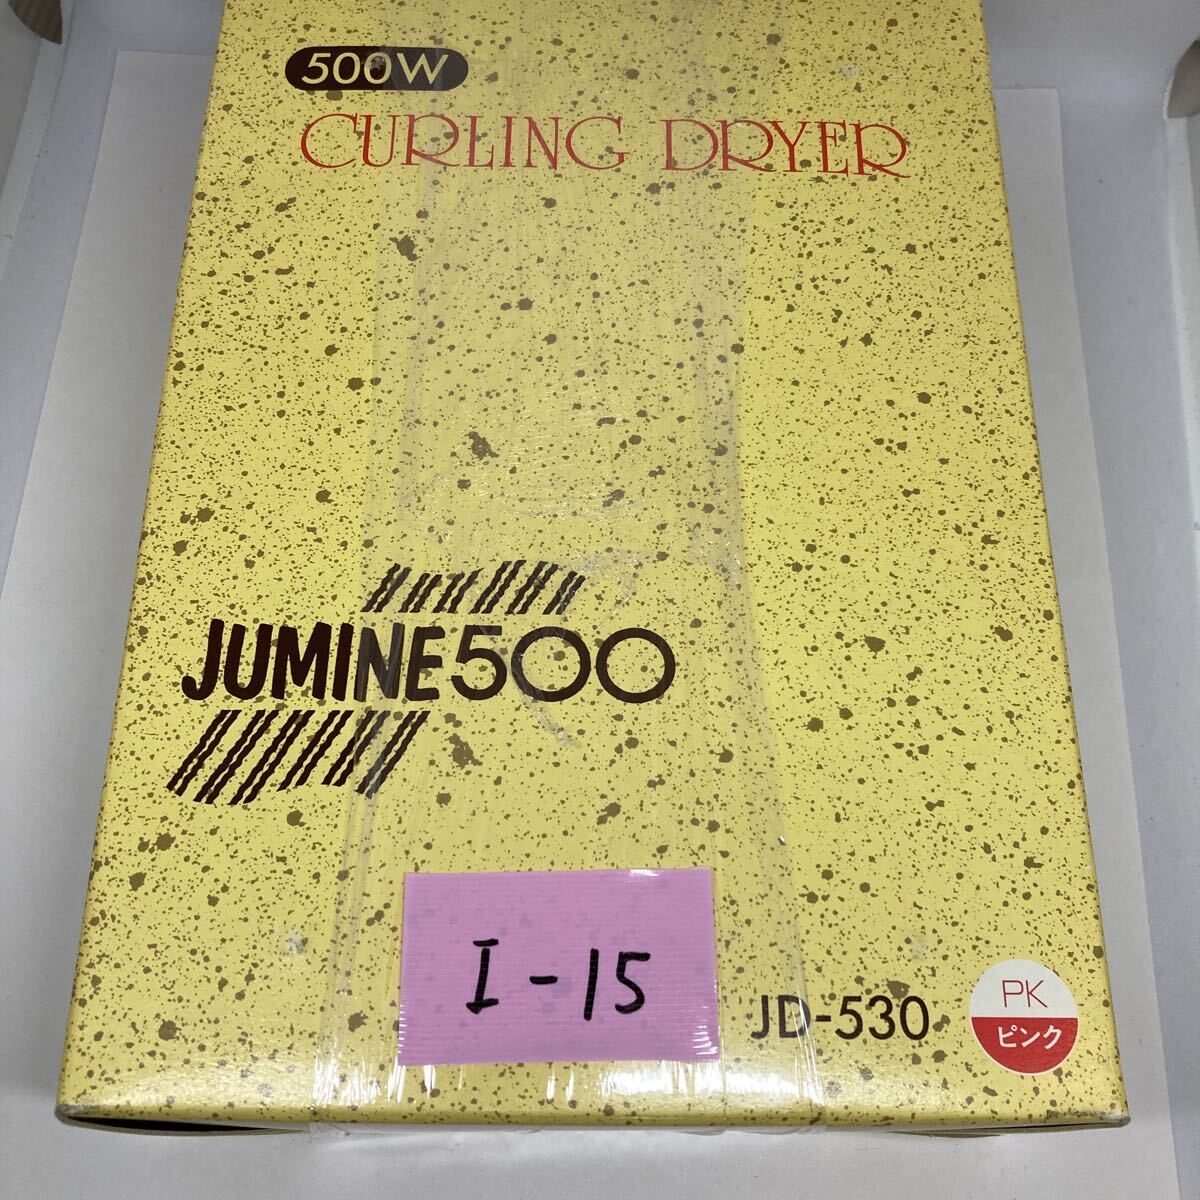 500W
CURLING DRYER
JUMINE500
I-15
JD-530
PK
ピンク